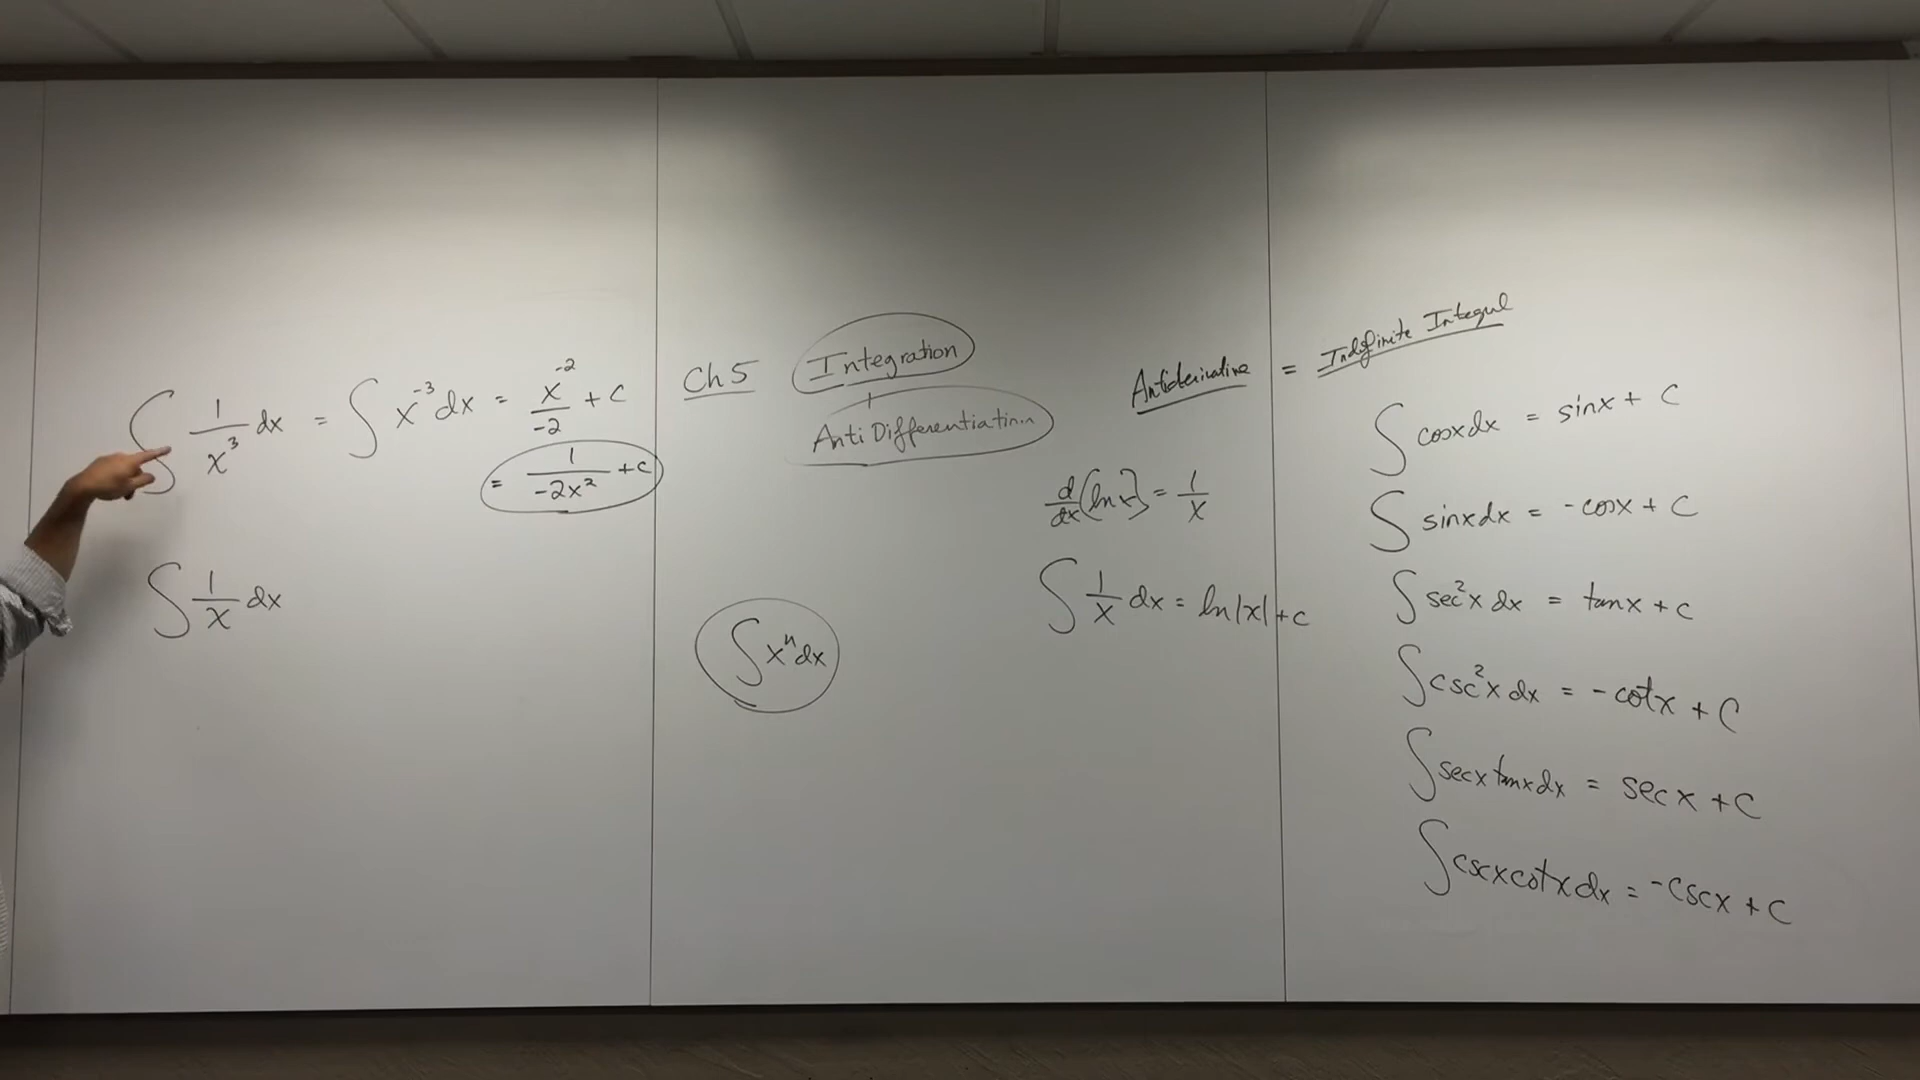 ∫ 1/x³ dx = ∫ x⁻³ dx = x⁻²/-2 + C
= 1/-2x² + C
∫ 1/x dx
Ch 5 Integration
Anti Differentiation
∫ xⁿ dx
Antiderivative = Indefinite Integral
d/dx (ln x) = 1/x
∫ 1/x dx = ln|x| + C
∫ cosx dx = sinx + C
∫ sinx dx = -cosx + C
∫ sec²x dx = tanx + C
∫ csc²x dx = -cotx + C
∫ secx tanx dx = secx + C
∫ cscx cotx dx = -cscx + C